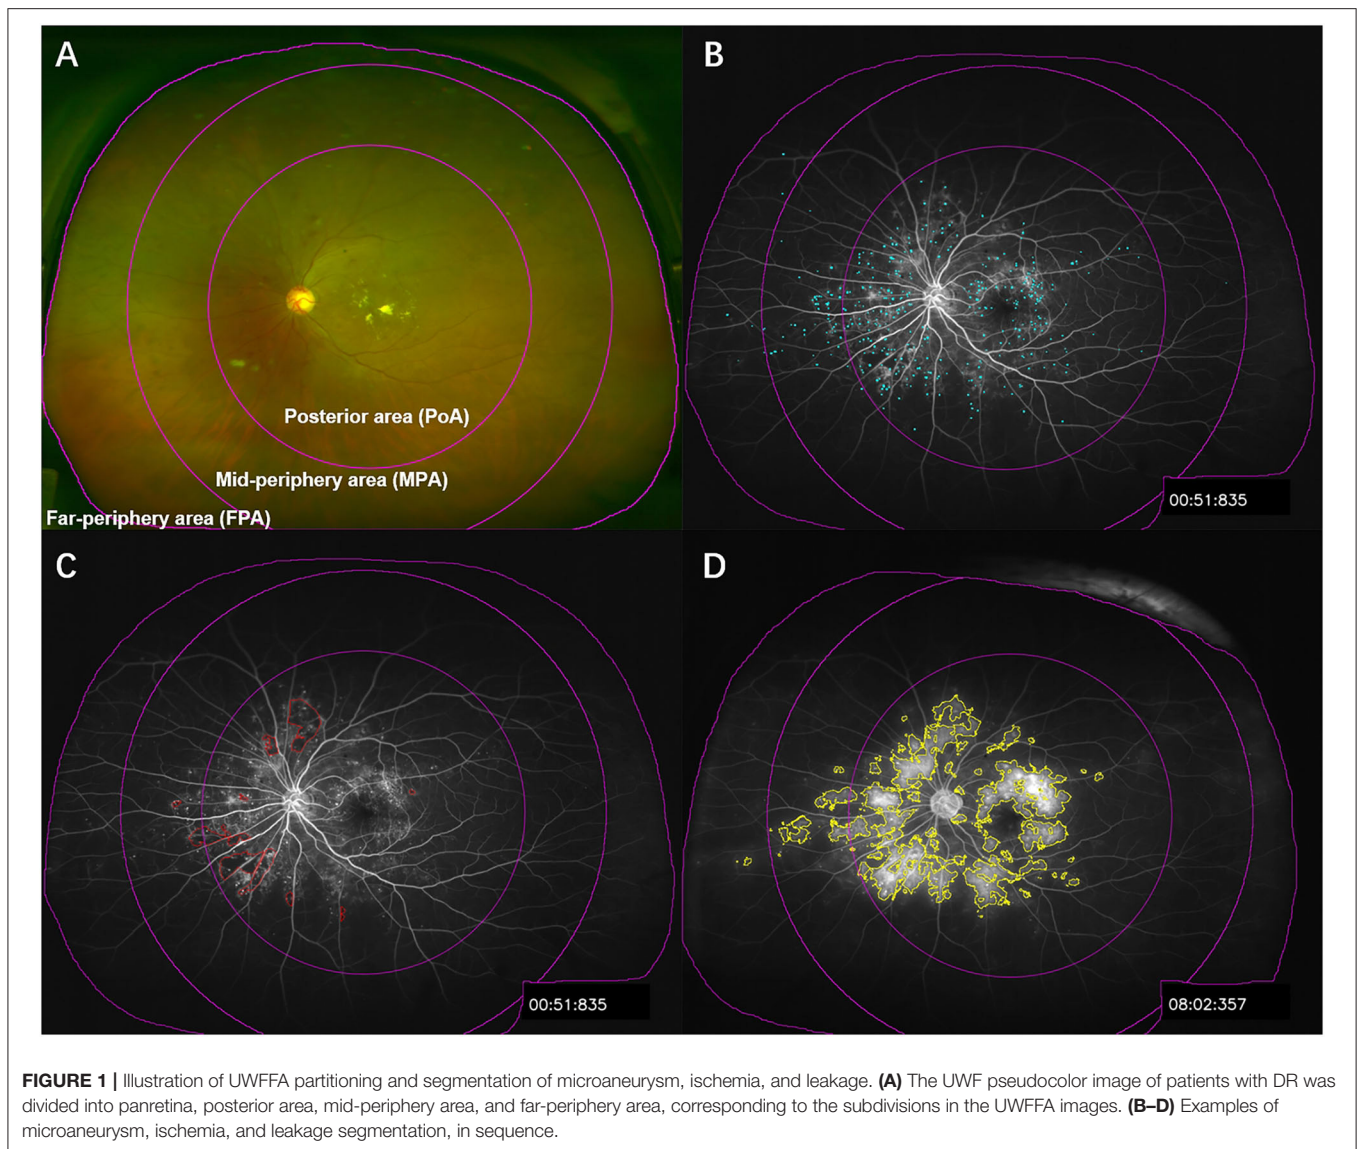 A
B
Posterior area (PoA)
Mid-periphery area (MPA)
Far-periphery area (FPA)
00:51:835
C
D
00:51:835
08:02:357
FIGURE 1 | Illustration of UWFFA partitioning and segmentation of microaneurysm, ischemia, and leakage. (A) The UWF pseudocolor image of patients with DR was
divided into panretina, posterior area, mid-periphery area, and far-periphery area, corresponding to the subdivisions in the UWFFA images. (B–D) Examples of
microaneurysm, ischemia, and leakage segmentation, in sequence.